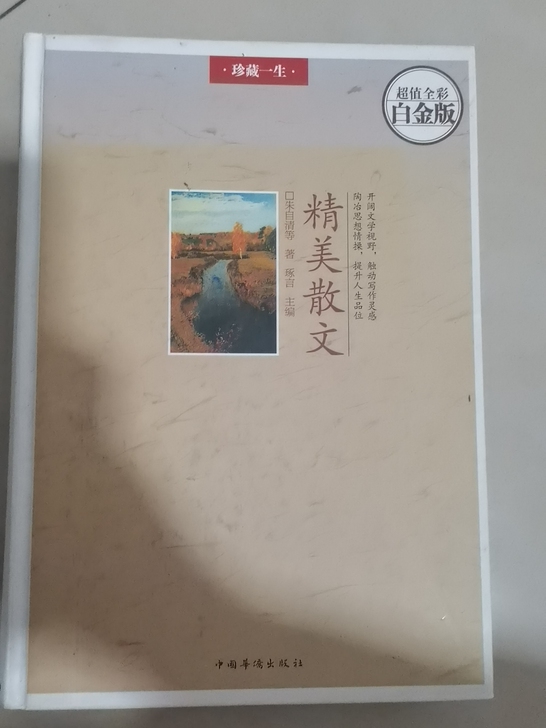 ·珍藏一生·
超值全彩
白金版
开阔文学视野，触动写作灵感
陶冶思想情操，提升人生品位
精美散文
□朱自清等 著 琢言 主编
中国华侨出版社